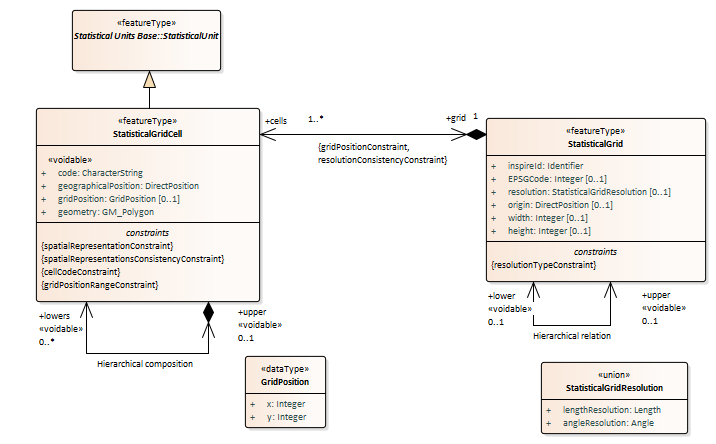 «featureType»
Statistical Units Base::StatisticalUnit
«featureType»
StatisticalGridCell
«voidable»
+ code: CharacterString
+ geographicalPosition: DirectPosition
+ gridPosition: GridPosition [0..1]
+ geometry: GM_Polygon
constraints
{spatialRepresentationConstraint}
{spatialRepresentationsConsistencyConstraint}
{cellCodeConstraint}
{gridPositionRangeConstraint}
+cells
1..*
+grid
1
{gridPositionConstraint,
resolutionConsistencyConstraint}
«featureType»
StatisticalGrid
+ inspireId: Identifier
+ EPSGCode: Integer [0..1]
+ resolution: StatisticalGridResolution [0..1]
+ origin: DirectPosition [0..1]
+ width: Integer [0..1]
+ height: Integer [0..1]
constraints
{resolutionTypeConstraint}
+lowers
«voidable»
0..*
+upper
«voidable»
0..1
Hierarchical composition
+lower
«voidable»
0..1
+upper
«voidable»
0..1
Hierarchical relation
«dataType»
GridPosition
+ x: Integer
+ y: Integer
«union»
StatisticalGridResolution
+ lengthResolution: Length
+ angleResolution: Angle